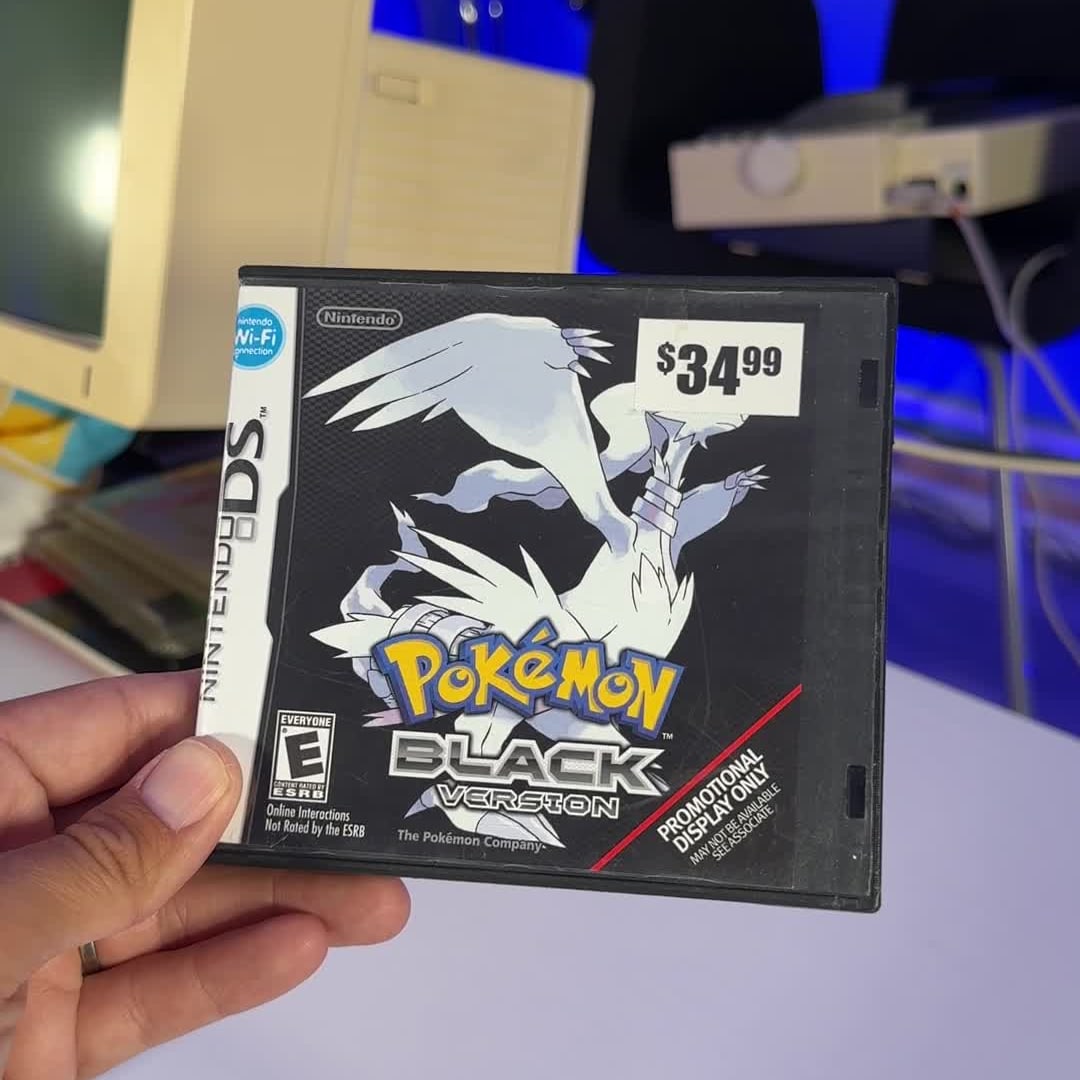 Nintendo
$34.99
nintendo
Wi-Fi
connection
NINTENDO DS™
POKéMON™
BLACK
VERSION
EVERYONE
E
CONTENT RATED BY
ESRB
Online Interactions
Not Rated by the ESRB
The Pokémon Company
PROMOTIONAL
DISPLAY ONLY
MAY NOT BE AVAILABLE
SEE ASSOCIATE